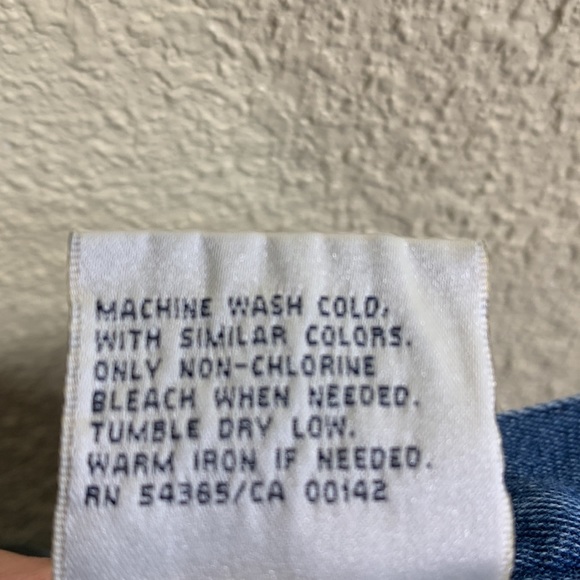 MACHINE WASH COLD,
WITH SIMILAR COLORS.
ONLY NON-CHLORINE
BLEACH WHEN NEEDED.
TUMBLE DRY LOW.
WARM IRON IF NEEDED.
RN 54365/CA 00142